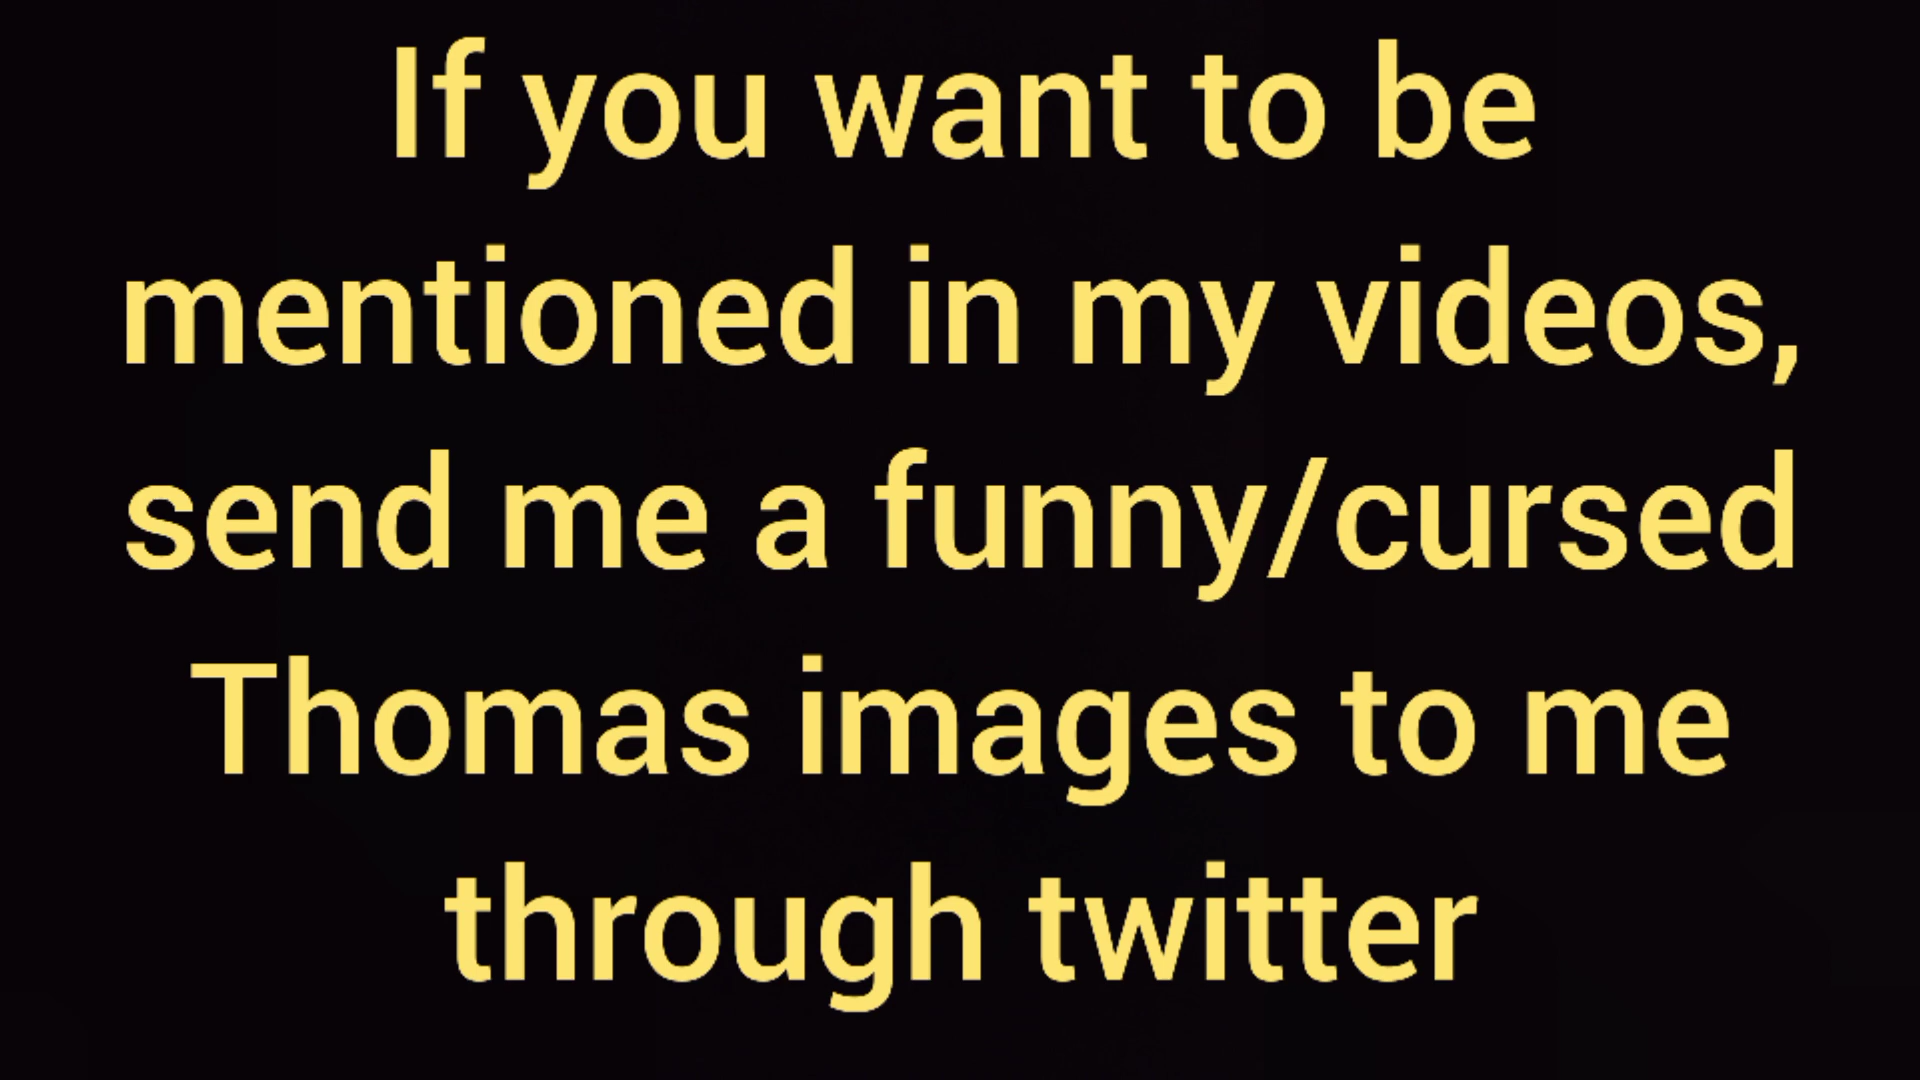 If you want to be
mentioned in my videos,
send me a funny/cursed
Thomas images to me
through twitter